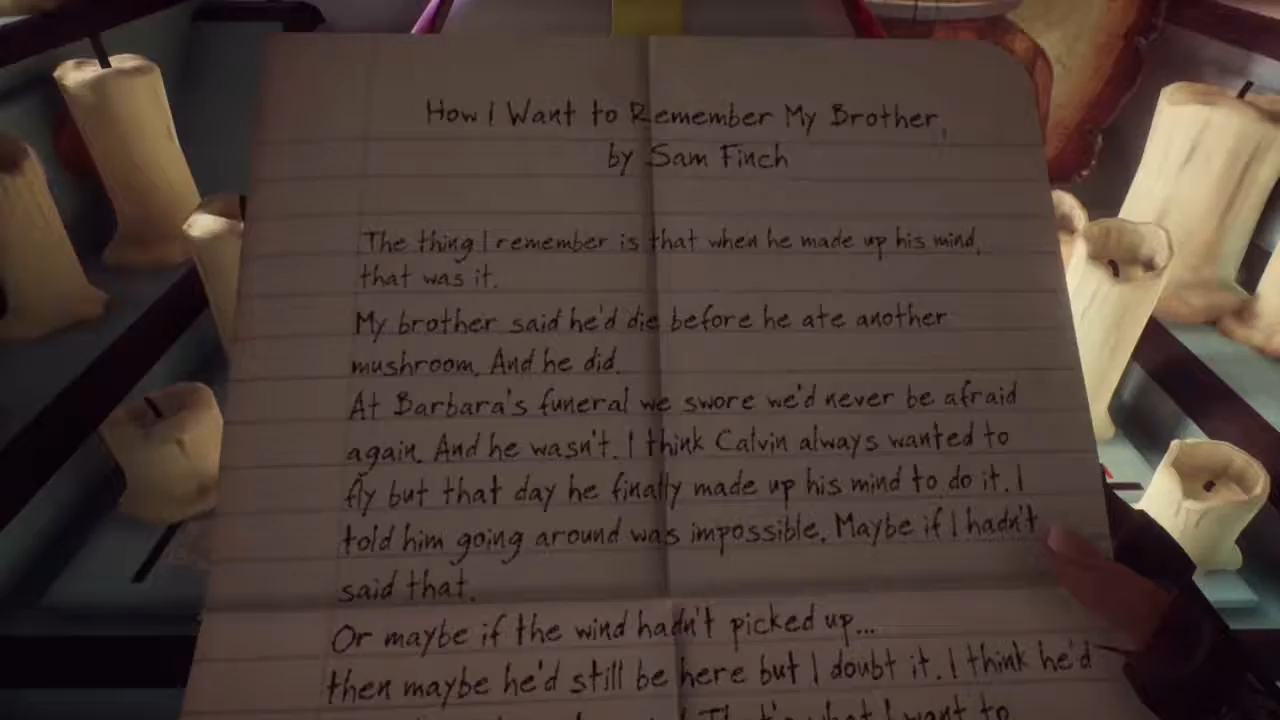 How I Want to Remember My Brother,
by Sam Finch
The thing I remember is that when he made up his mind,
that was it.
My brother said he'd die before he ate another
mushroom. And he did.
At Barbara's funeral we swore we'd never be afraid
again. And he wasn't. I think Calvin always wanted to
fly but that day he finally made up his mind to do it. I
told him going around was impossible. Maybe if I hadn't
said that.
Or maybe if the wind hadn't picked up...
then maybe he'd still be here but I doubt it. I think he'd
That's what I want to